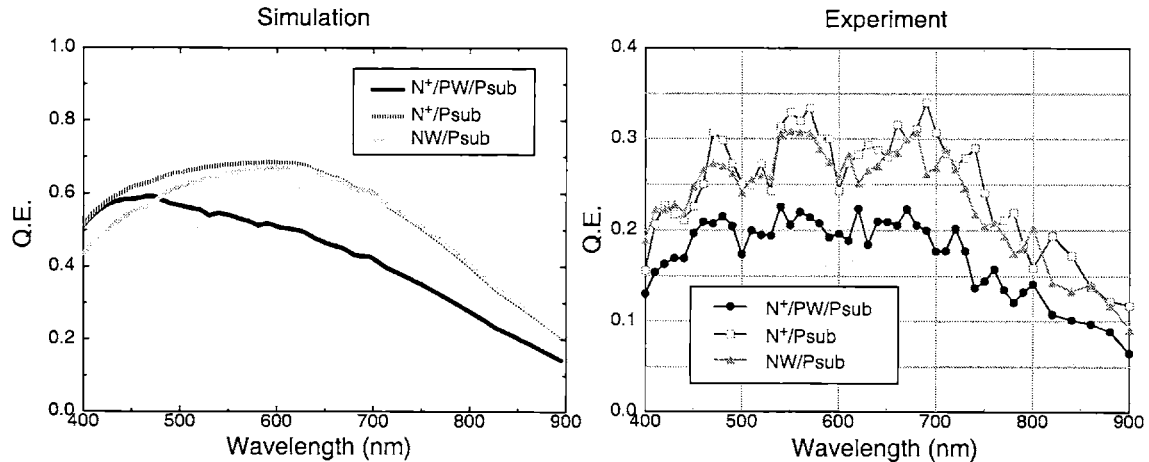 Simulation
Q.E.
1.0
0.8
0.6
0.4
0.2
0.0
N+/PW/Psub
N+/Psub
NW/Psub
400 500 600 700 800 900
Wavelength (nm)
Experiment
Q.E.
0.4
0.3
0.2
0.1
0.0
N+/PW/Psub
N+/Psub
NW/Psub
400 500 600 700 800 900
Wavelength (nm)